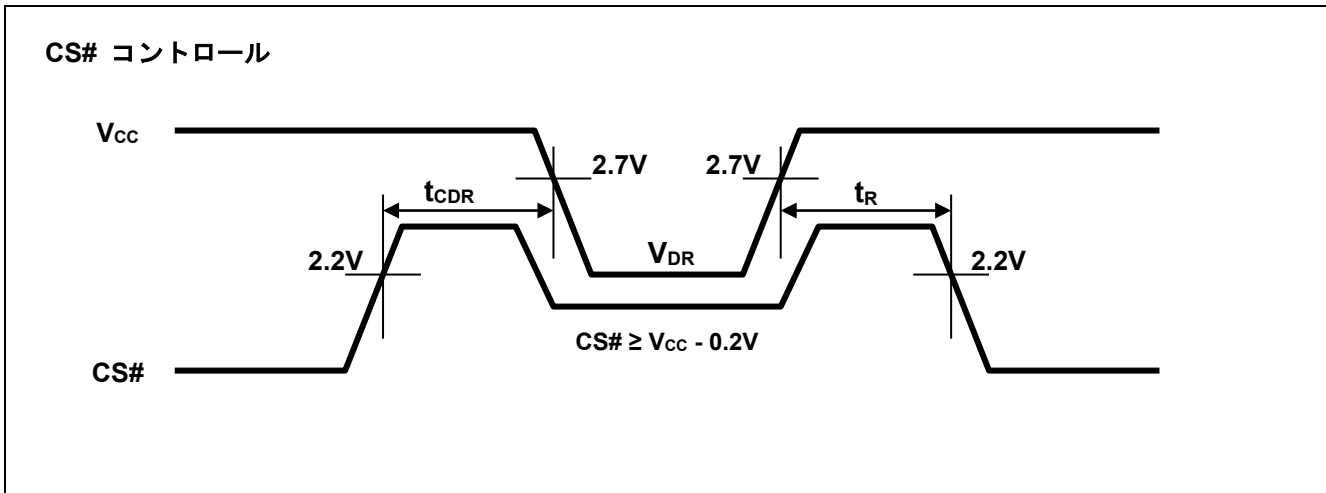 CS# コントロール
VCC
2.7V
2.7V
tCDR
tR
2.2V
VDR
2.2V
CS# ≥ VCC - 0.2V
CS#